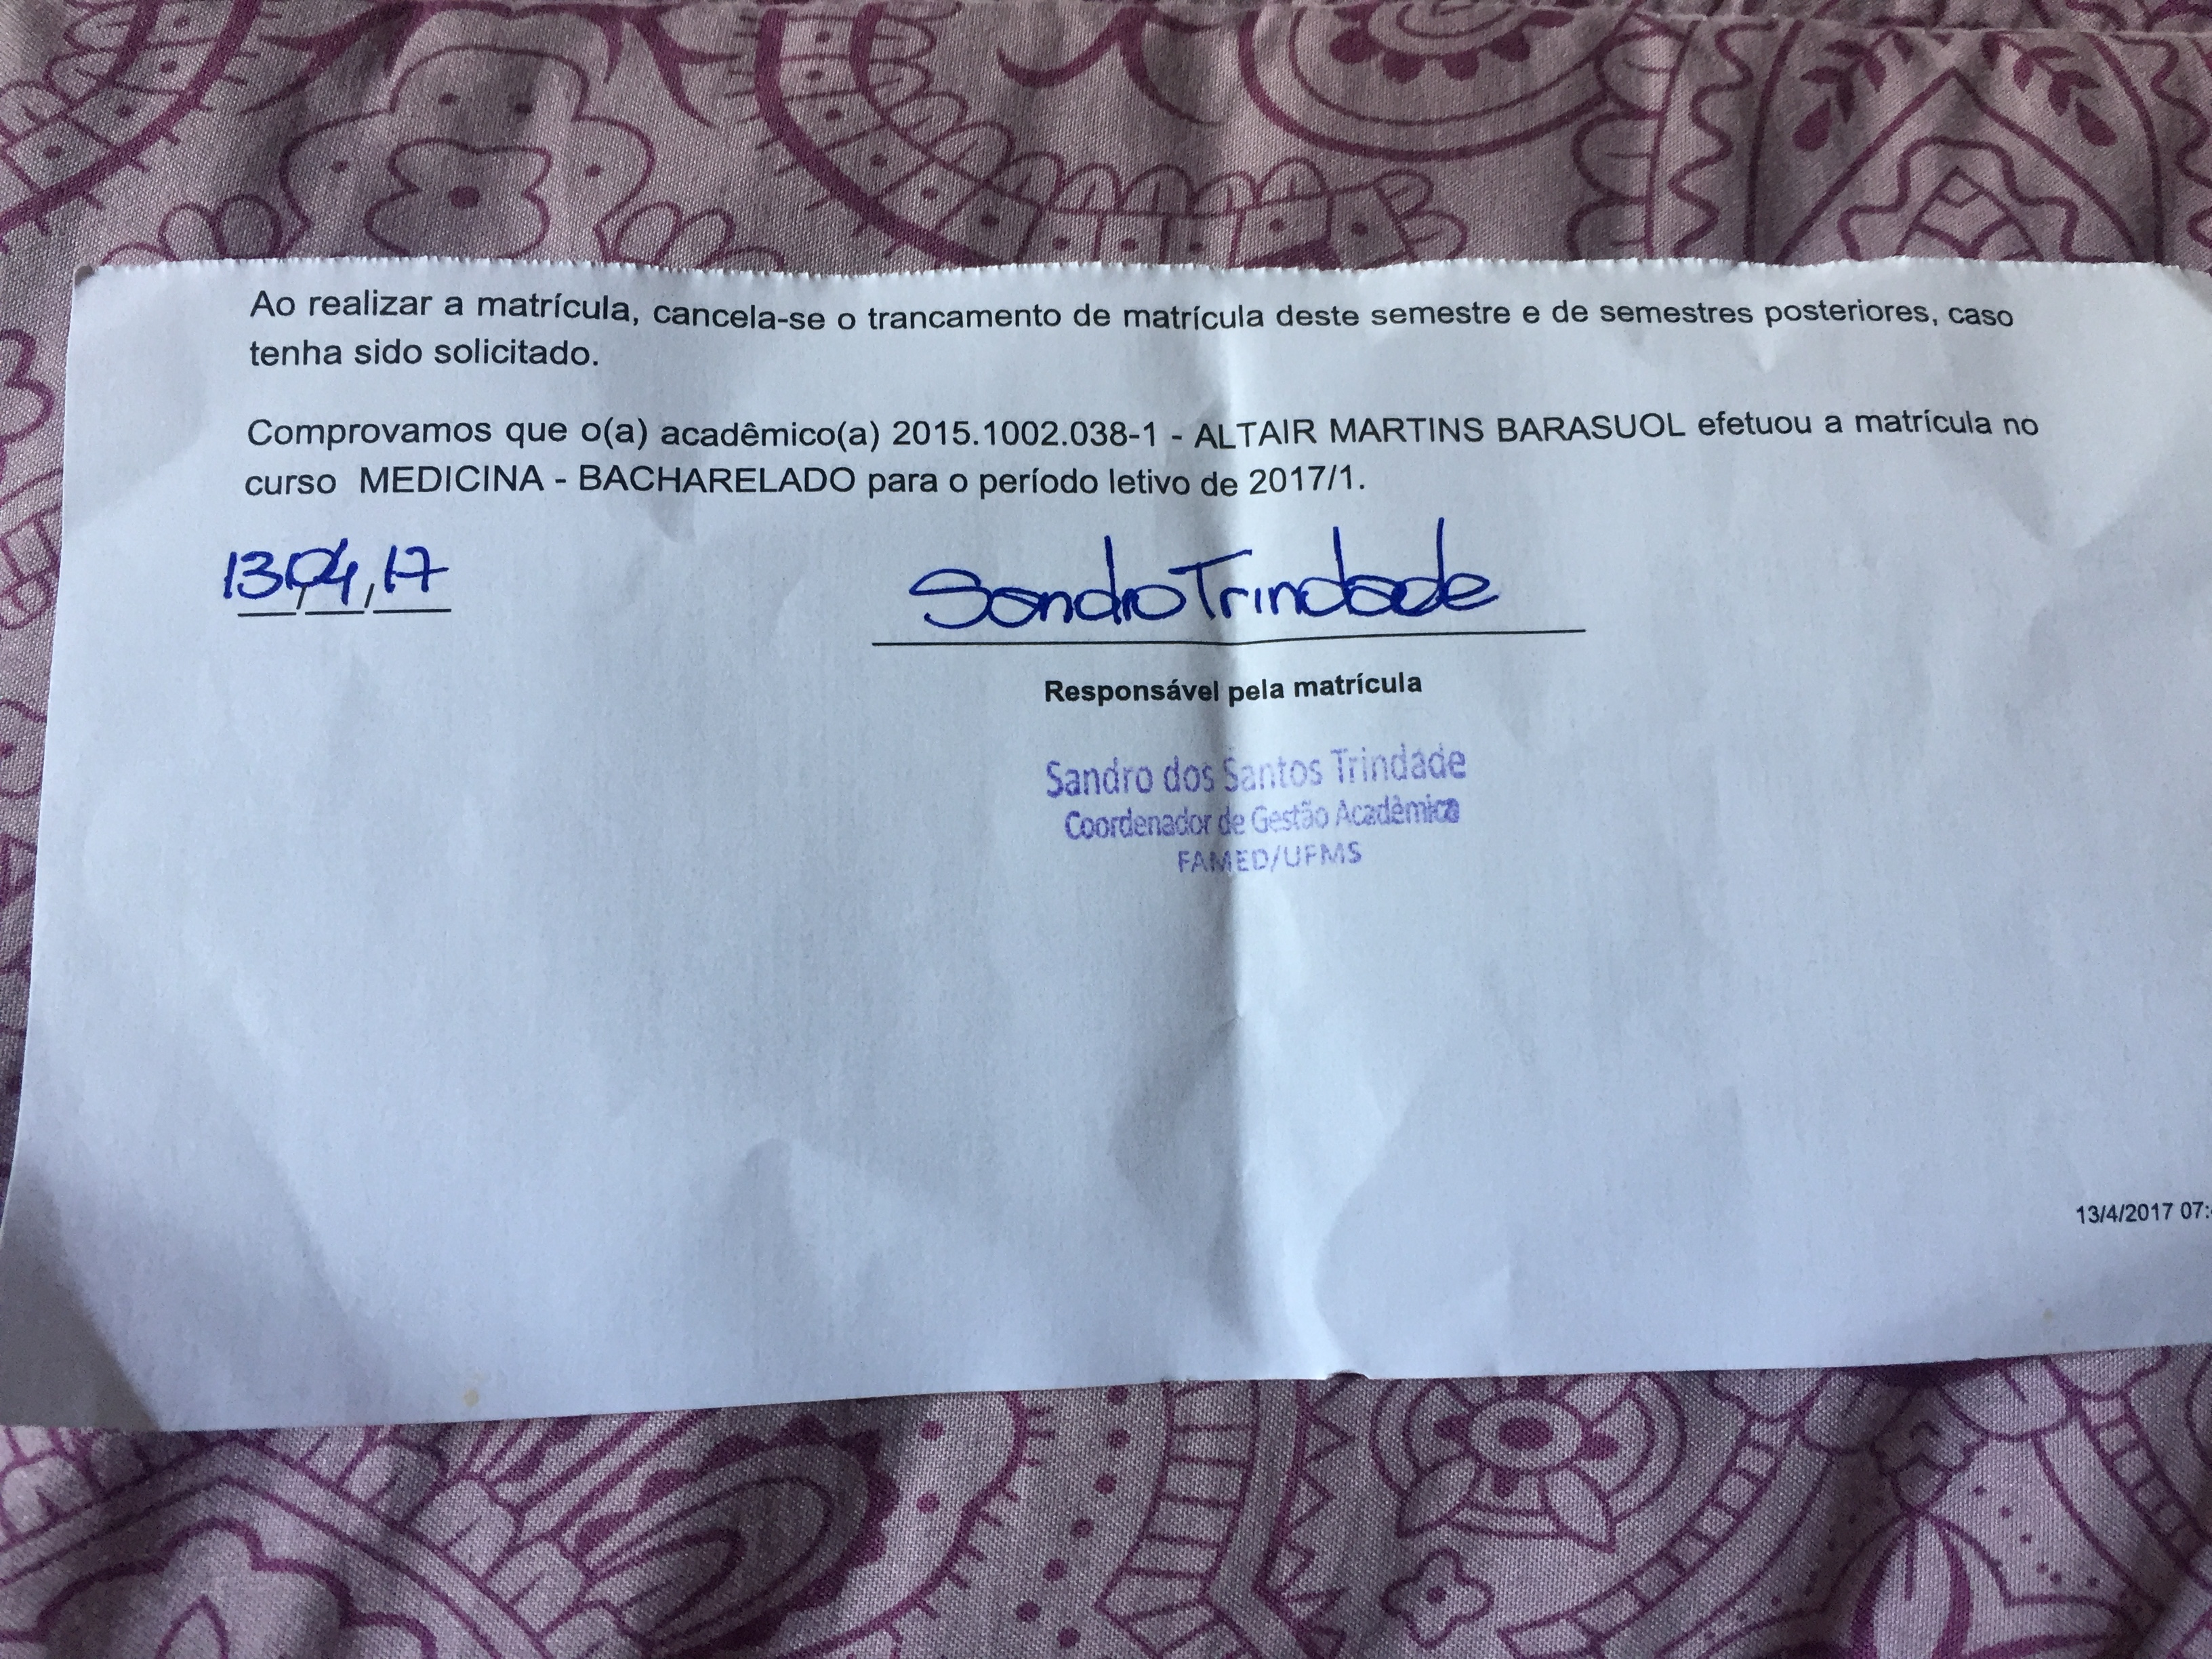 Ao realizar a matrícula, cancela-se o trancamento de matrícula deste semestre e de semestres posteriores, caso
tenha sido solicitado.
Comprovamos que o(a) acadêmico(a) 2015.1002.038-1 - ALTAIR MARTINS BARASUOL efetuou a matrícula no
curso MEDICINA - BACHARELADO para o período letivo de 2017/1.
13/04/17
Sandro Trindade
Responsável pela matrícula
Sandro dos Santos Trindade
Coordenador de Gestão Acadêmica
FAMED/UFMS
13/4/2017 07: